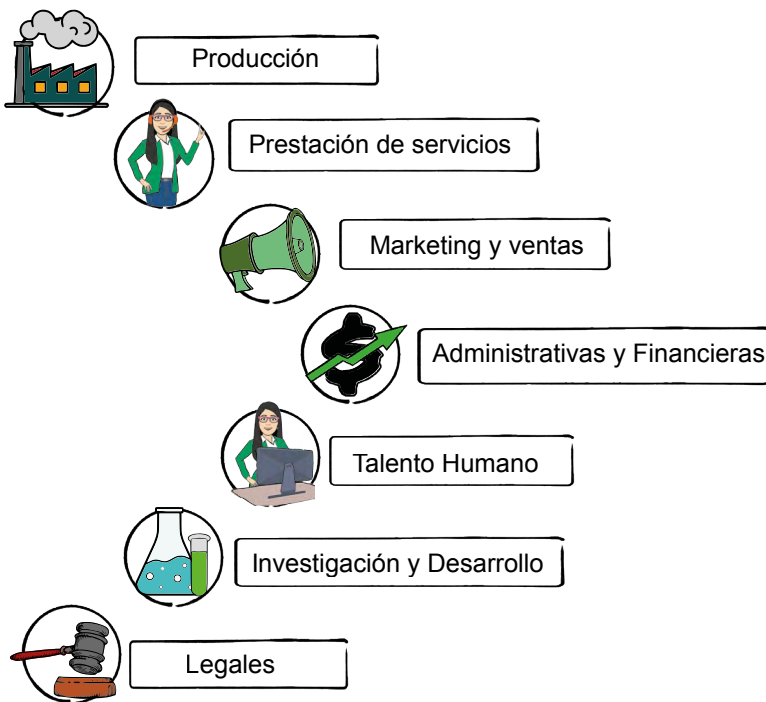 Producción
Prestación de servicios
Marketing y ventas
Administrativas y Financieras
Talento Humano
Investigación y Desarrollo
Legales